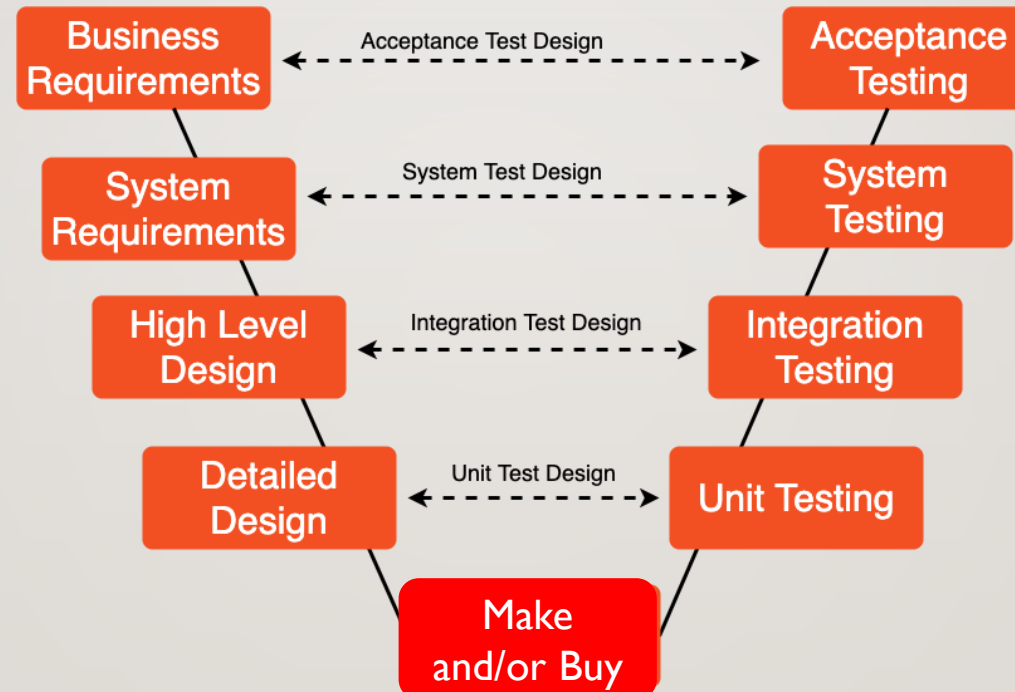 Business
Requirements
Acceptance Test Design
Acceptance
Testing
System
Requirements
System Test Design
System
Testing
High Level
Design
Integration Test Design
Integration
Testing
Detailed
Design
Unit Test Design
Unit Testing
Make
and/or Buy